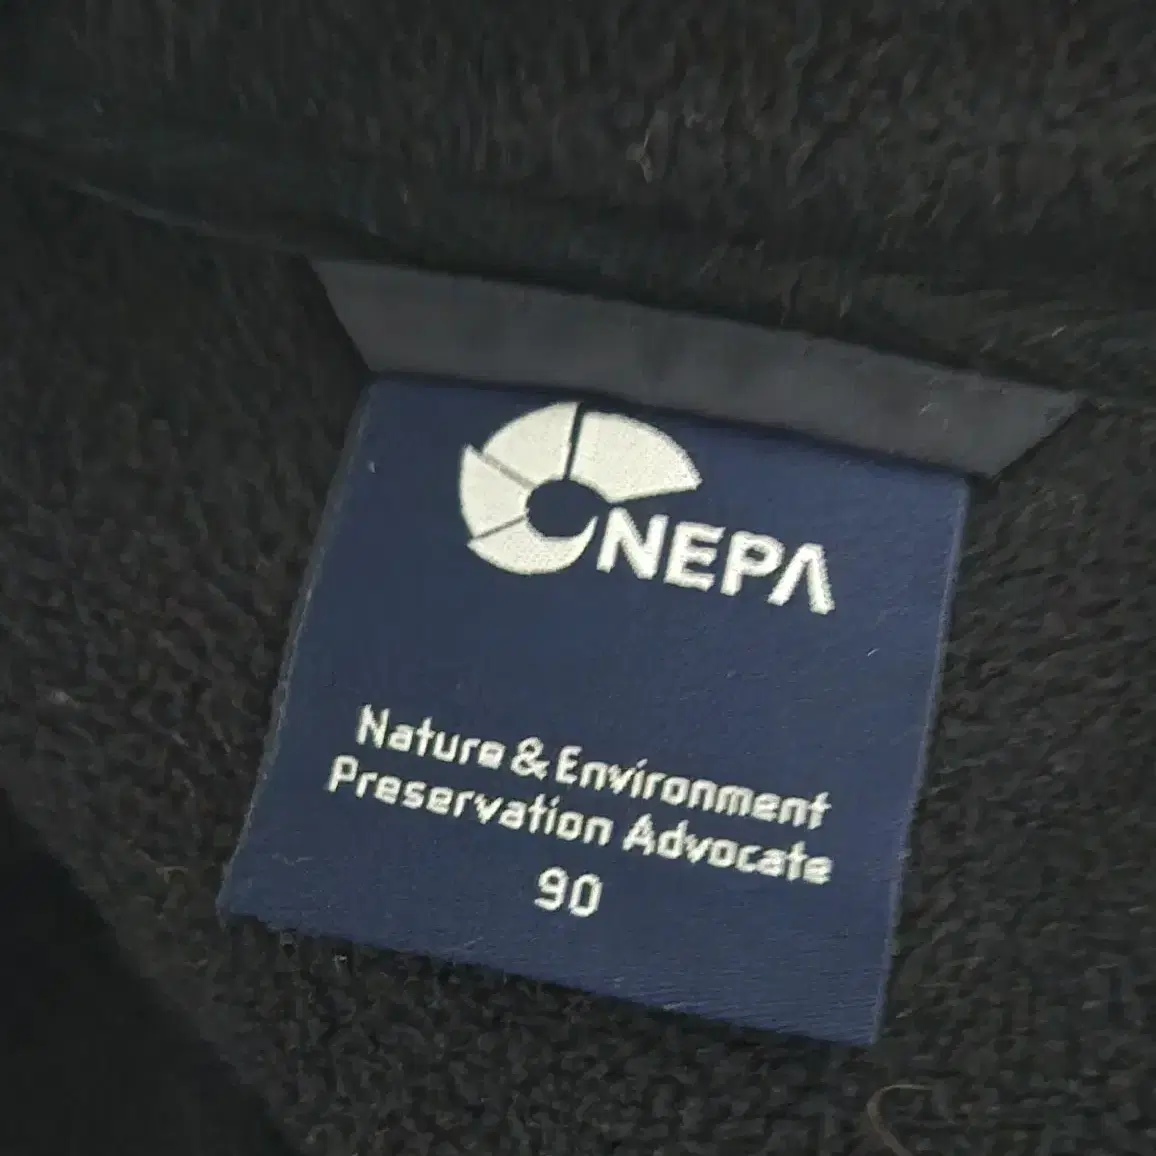 NEPA
Nature & Environment
Preservation Advocate
90